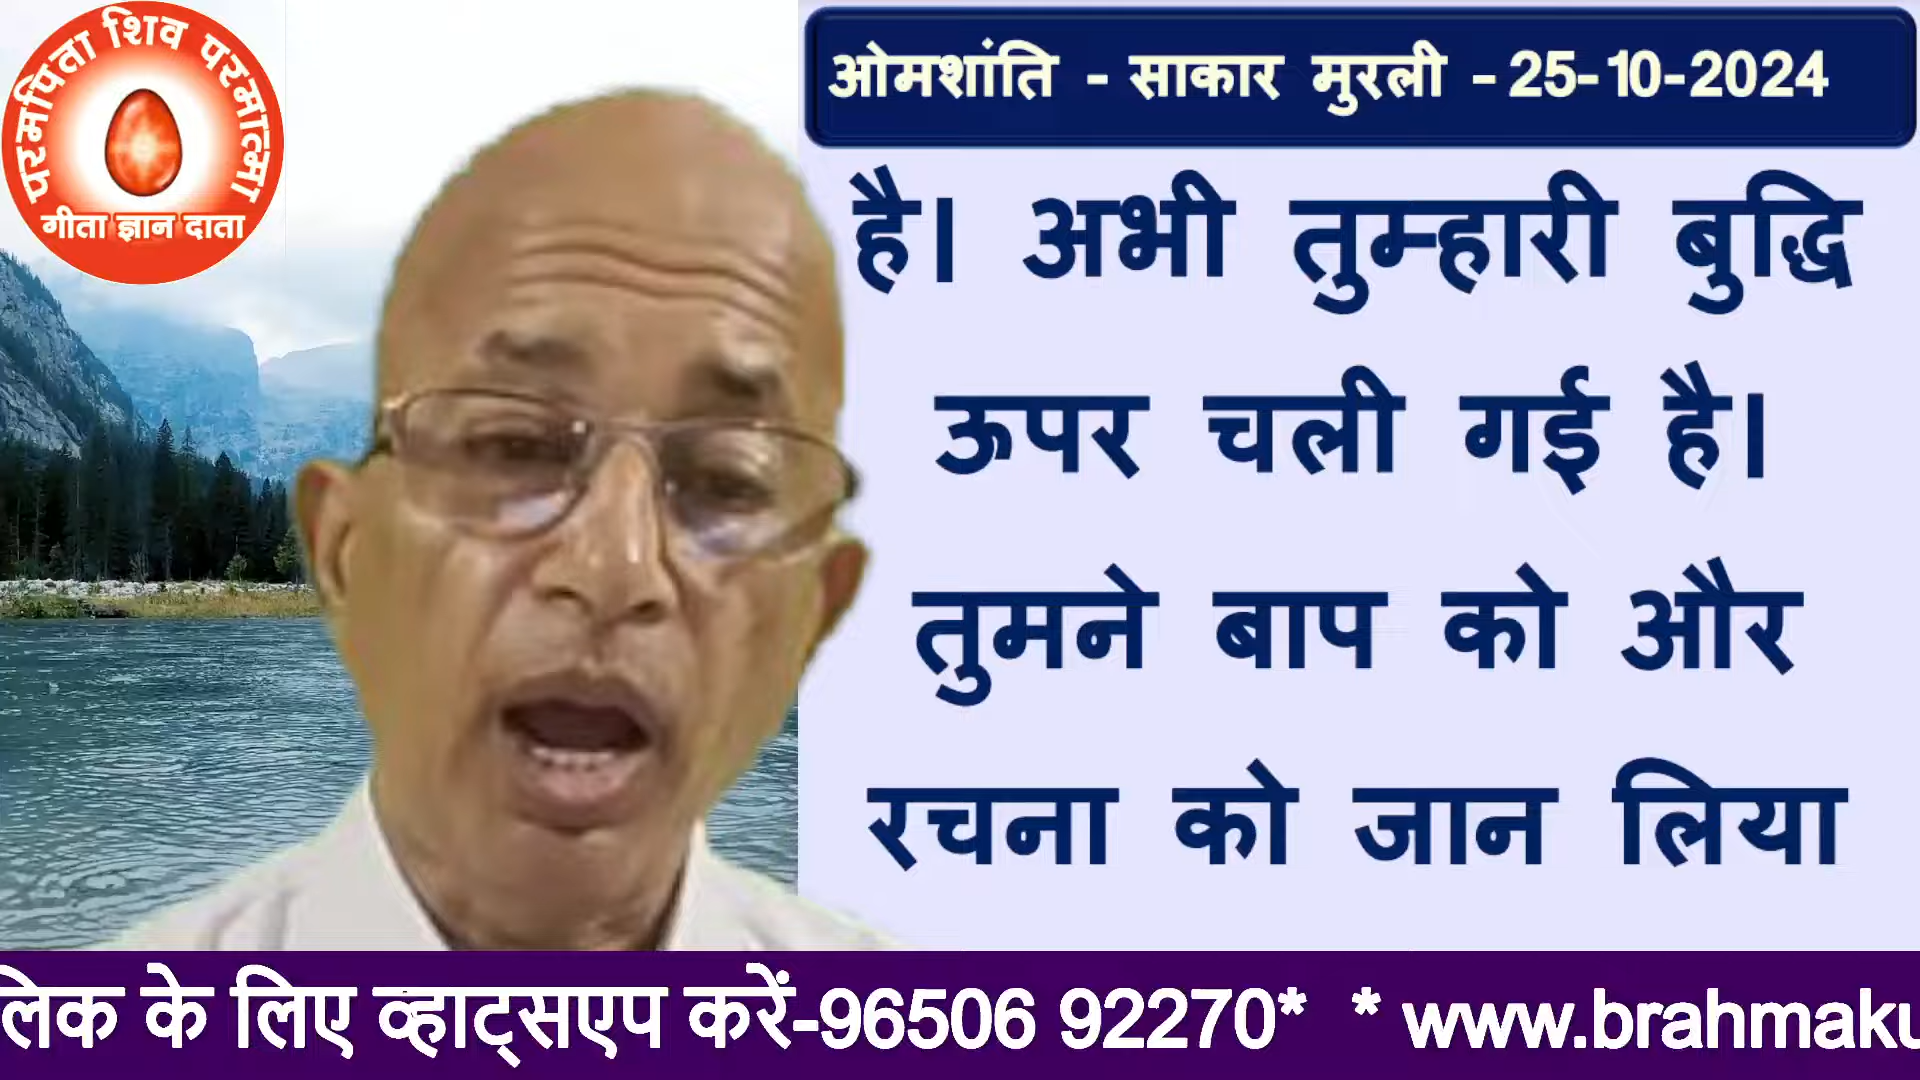 परमपिता शिव परमात्मा
गीता ज्ञान दाता
ओमशांति - साकार मुरली - 25-10-2024
है। अभी तुम्हारी बुद्धि
ऊपर चली गई है।
तुमने बाप को और
रचना को जान लिया
लिक के लिए व्हाट्सएप करें-96506 92270* * www.brahmaku